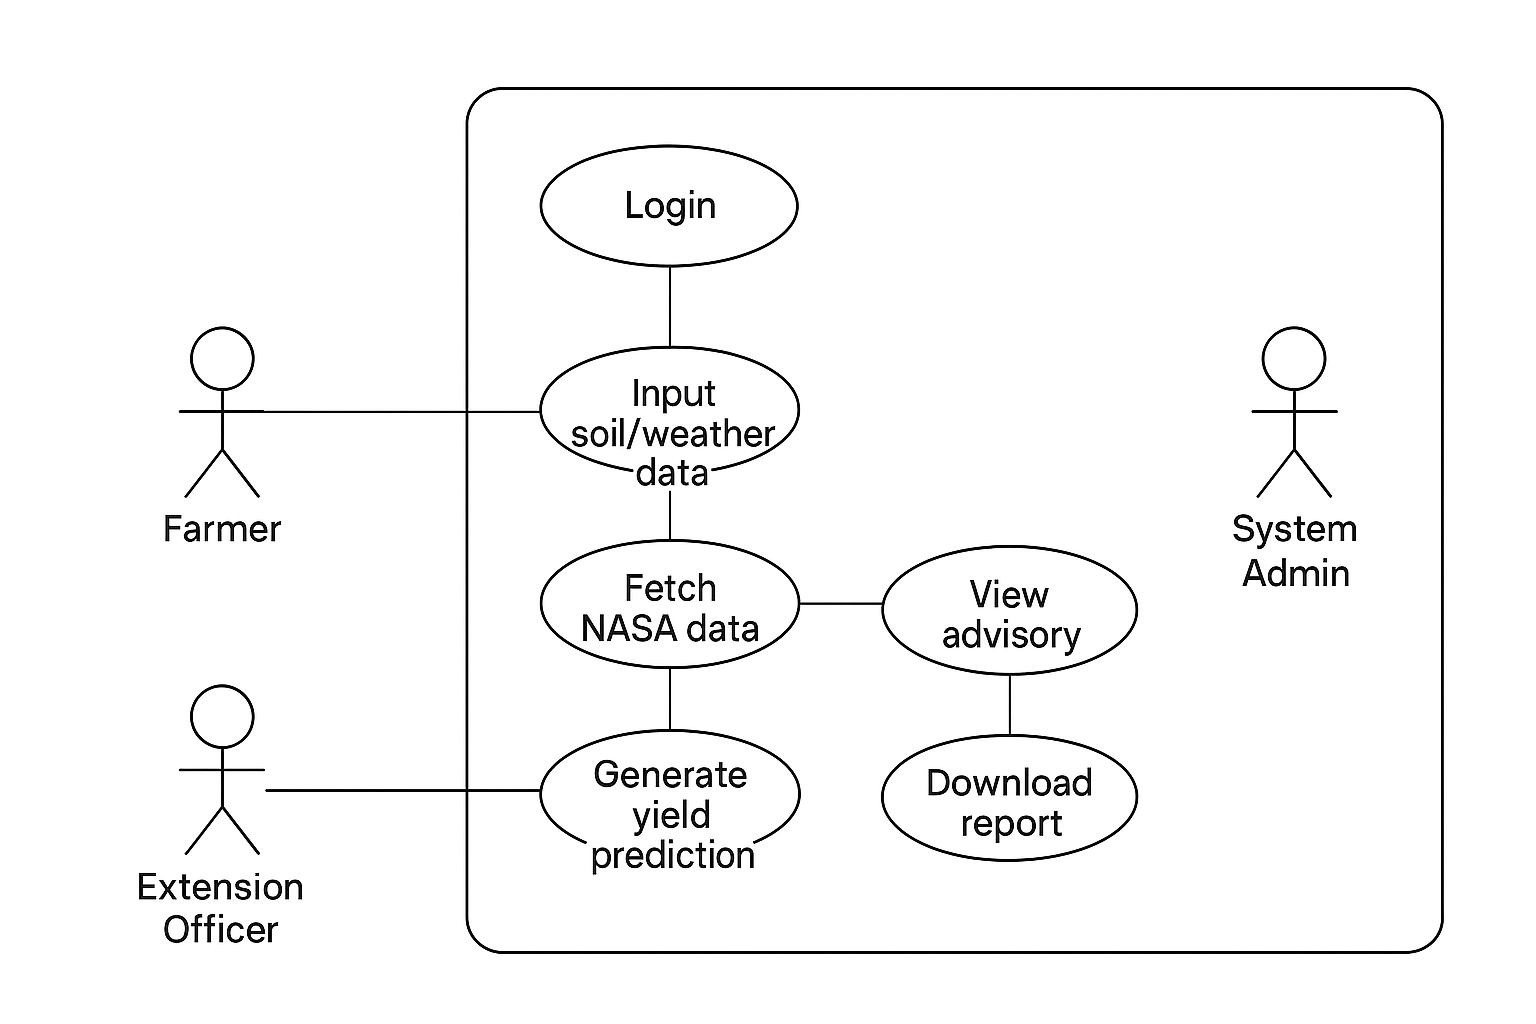 Login
Input
soil/weather
data
Farmer
System
Admin
Fetch
NASA data
View
advisory
Generate
yield
prediction
Download
report
Extension
Officer